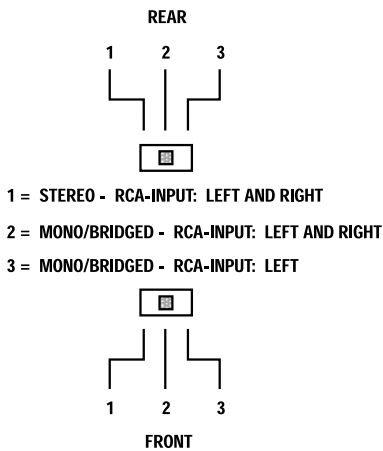 REAR
1 2 3
1 = STEREO - RCA-INPUT: LEFT AND RIGHT
2 = MONO/BRIDGED - RCA-INPUT: LEFT AND RIGHT
3 = MONO/BRIDGED - RCA-INPUT: LEFT
1 2 3
FRONT